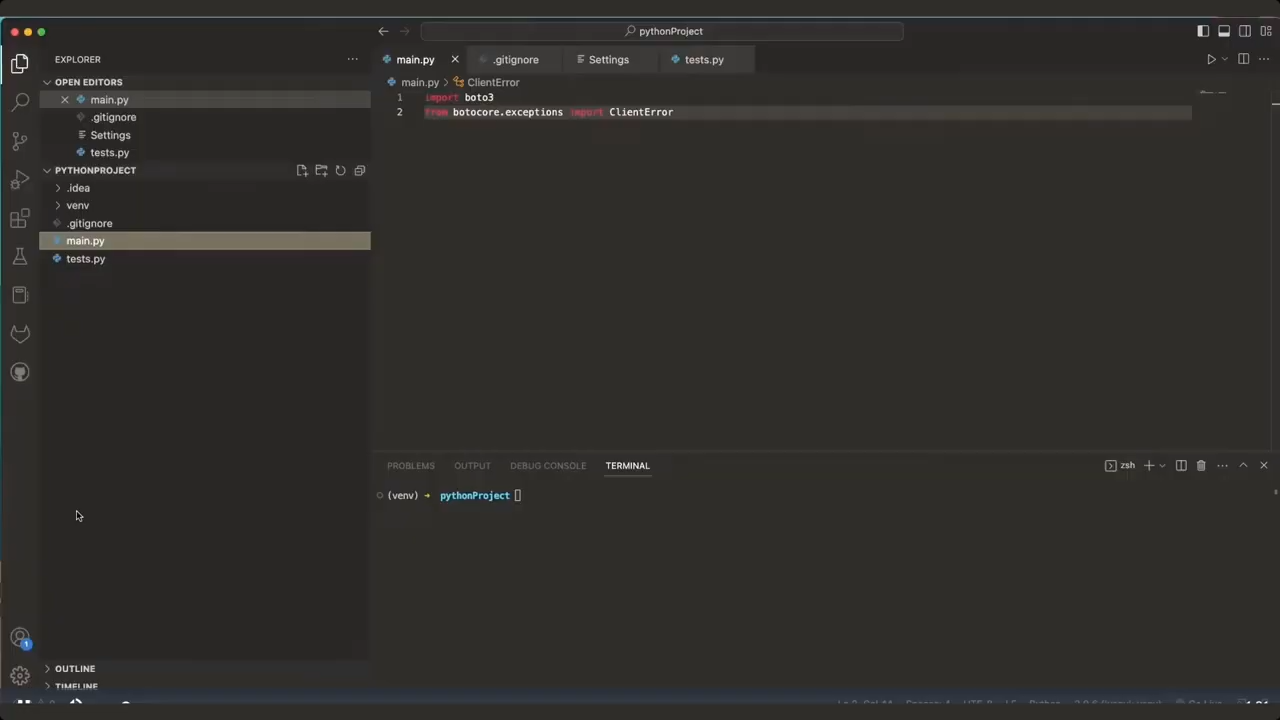 pythonProject
EXPLORER
OPEN EDITORS
main.py
.gitignore
Settings
tests.py
PYTHONPROJECT
.idea
venv
.gitignore
main.py
tests.py
OUTLINE
TIMELINE
main.py .gitignore Settings tests.py
main.py > ClientError
1 import boto3
2 from botocore.exceptions import ClientError
PROBLEMS OUTPUT DEBUG CONSOLE TERMINAL
zsh
(venv) → pythonProject
1